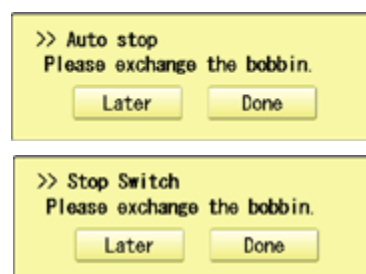 >> Auto stop
Please exchange the bobbin.
Later Done
>> Stop Switch
Please exchange the bobbin.
Later Done